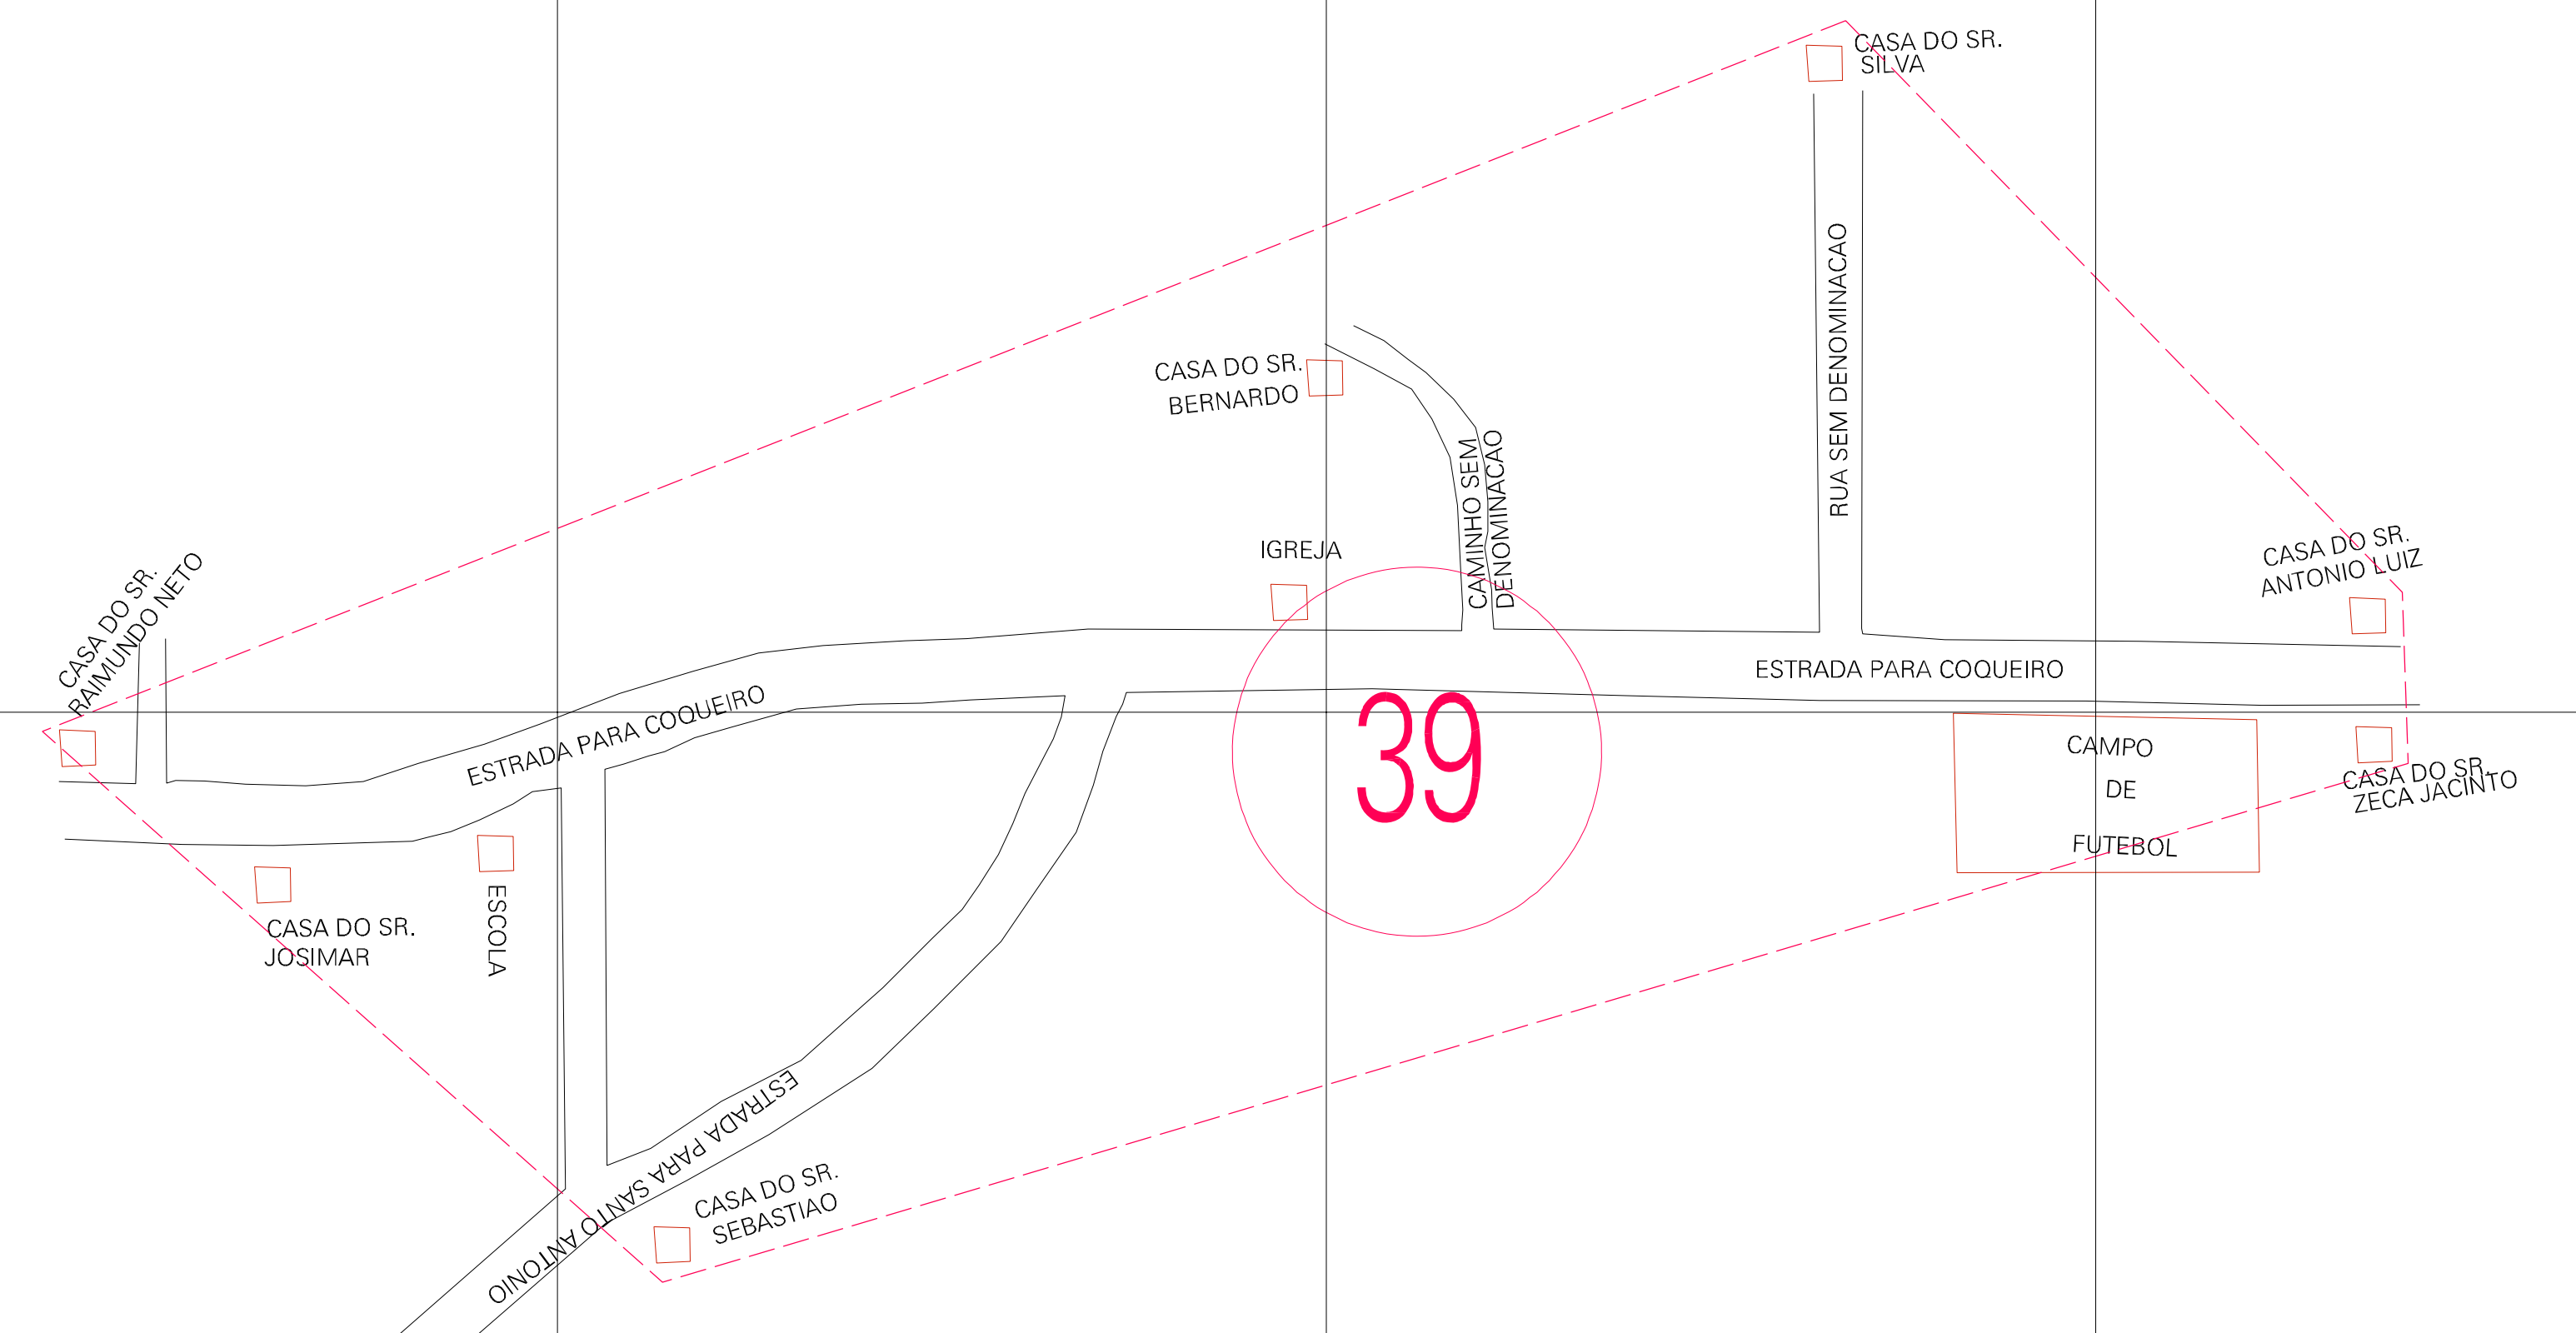 CASA DO SR.
SILVA
RUA SEM DENOMINACAO
CASA DO SR.
BERNARDO
CAMINHO SEM
DENOMINACAO
IGREJA
CASA DO SR.
ANTONIO LUIZ
CASA DO SR.
RAIMUNDO NETO
ESTRADA PARA COQUEIRO
ESTRADA PARA COQUEIRO
39
CAMPO
DE
FUTEBOL
CASA DO SR.
ZECA JACINTO
ESCOLA
CASA DO SR.
JOSIMAR
ESTRADA PARA SANTO ANTONIO
CASA DO SR.
SEBASTIAO